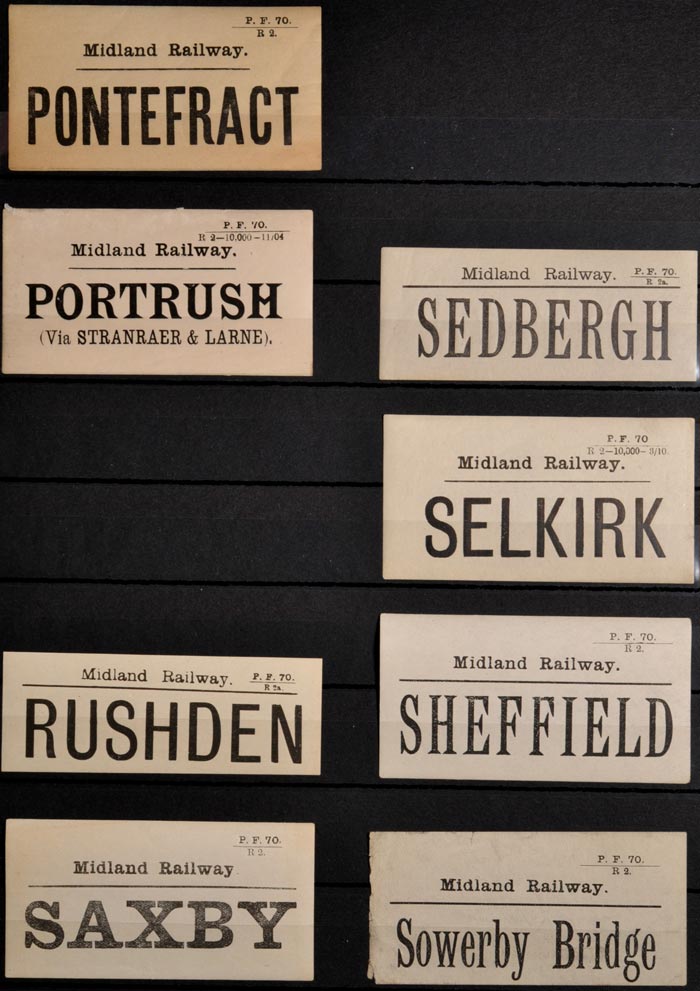 P. F. 70.
R 2.
Midland Railway.
PONTEFRACT
P. F. 70.
R 2—10,000—11/04
Midland Railway.
PORTRUSH
(Via STRANRAER & LARNE).
Midland Railway. P. F. 70.
R 2a.
RUSHDEN
P. F. 70.
R 2.
Midland Railway
SAXBY
Midland Railway. P. F. 70.
R 2a.
SEDBERGH
P. F. 70
R 2—10,000—3/10.
Midland Railway.
SELKIRK
P. F. 70.
R 2.
Midland Railway.
SHEFFIELD
P. F. 70.
R 2.
Midland Railway.
Sowerby Bridge